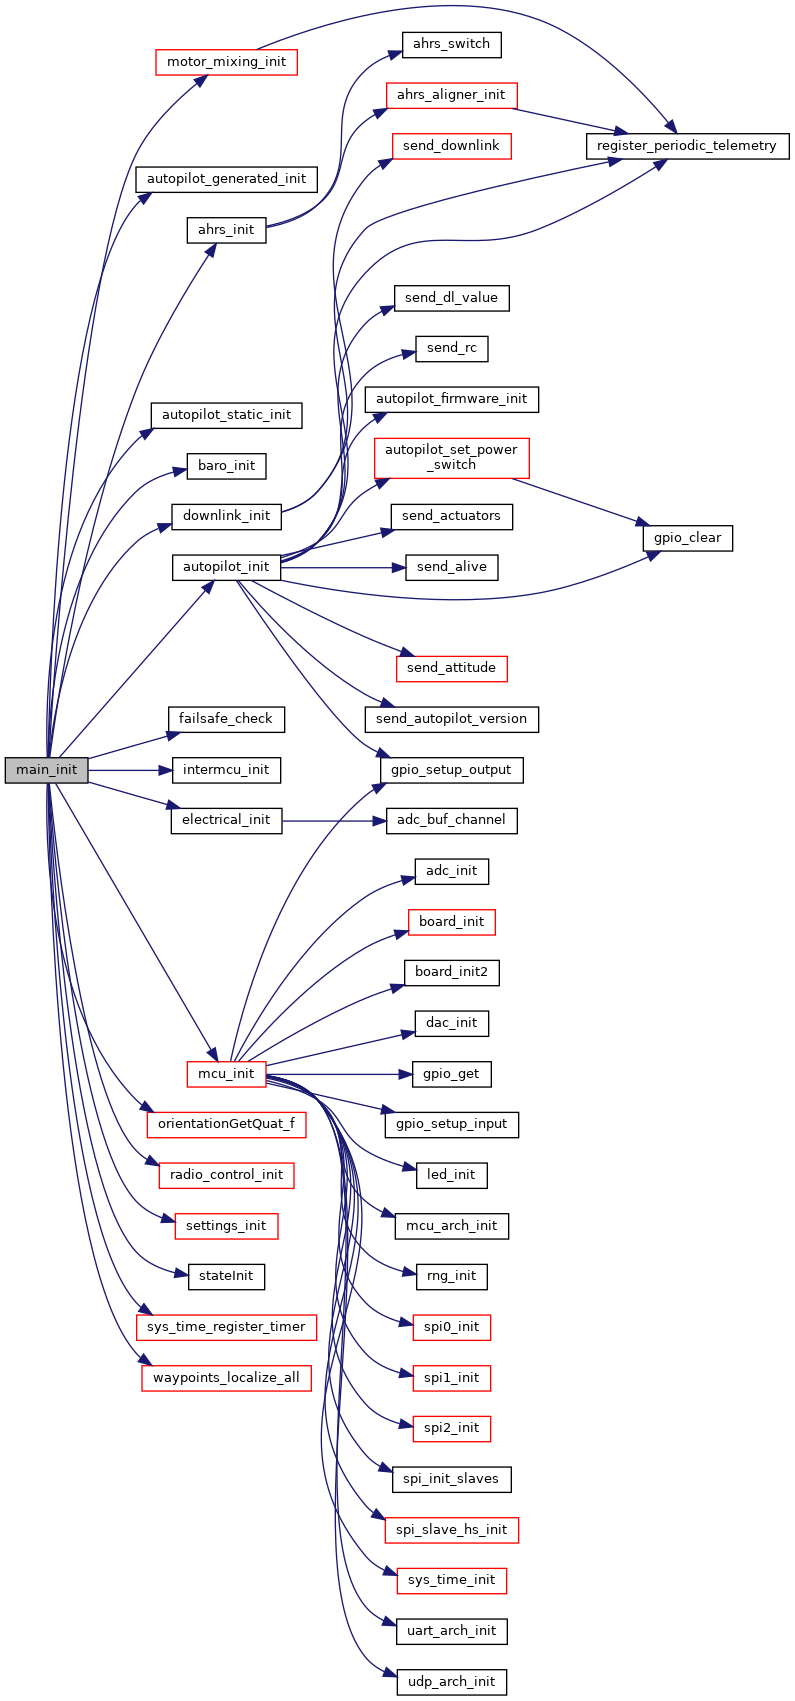 ahrs_switch
motor_mixing_init
ahrs_aligner_init
send_downlink
register_periodic_telemetry
autopilot_generated_init
ahrs_init
send_dl_value
send_rc
autopilot_firmware_init
autopilot_static_init
autopilot_set_power
_switch
baro_init
downlink_init
send_actuators
gpio_clear
autopilot_init
send_alive
send_attitude
failsafe_check
send_autopilot_version
main_init
intermcu_init
gpio_setup_output
electrical_init
adc_buf_channel
adc_init
board_init
board_init2
dac_init
mcu_init
gpio_get
orientationGetQuat_f
gpio_setup_input
radio_control_init
led_init
settings_init
mcu_arch_init
stateInit
rng_init
sys_time_register_timer
spi0_init
waypoints_localize_all
spi1_init
spi2_init
spi_init_slaves
spi_slave_hs_init
sys_time_init
uart_arch_init
udp_arch_init